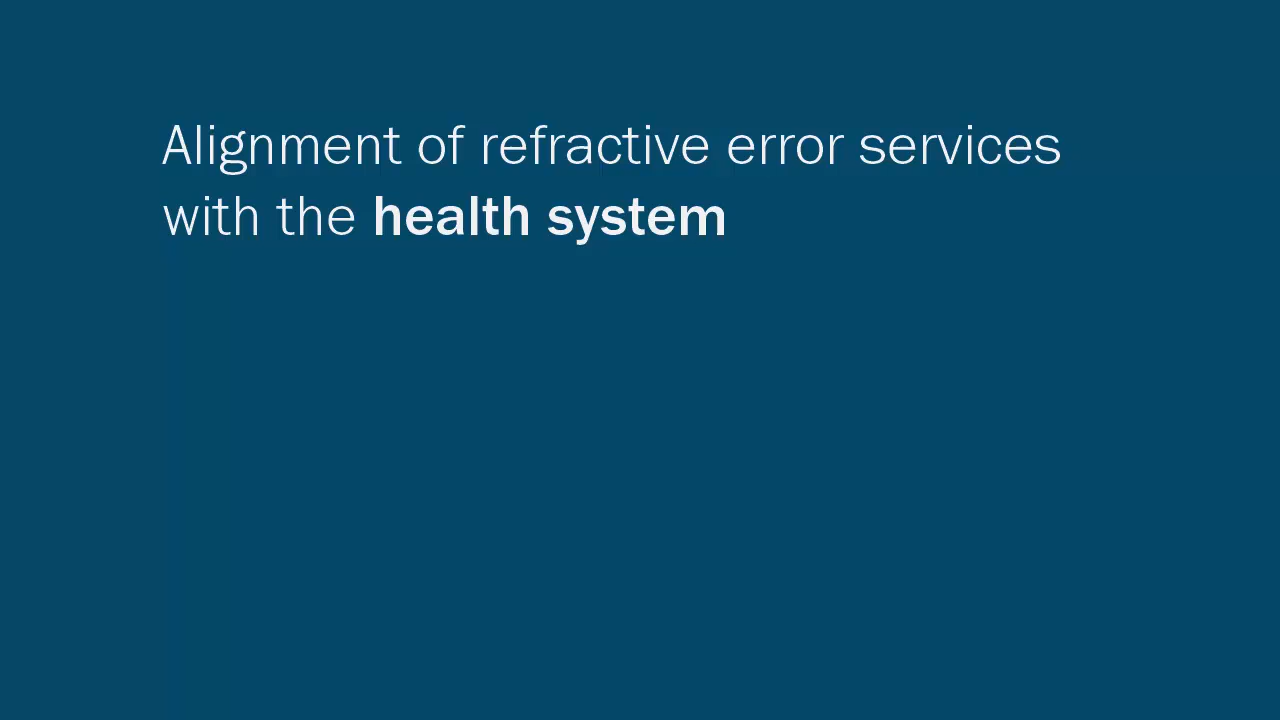 Alignment of refractive error services
with the health system